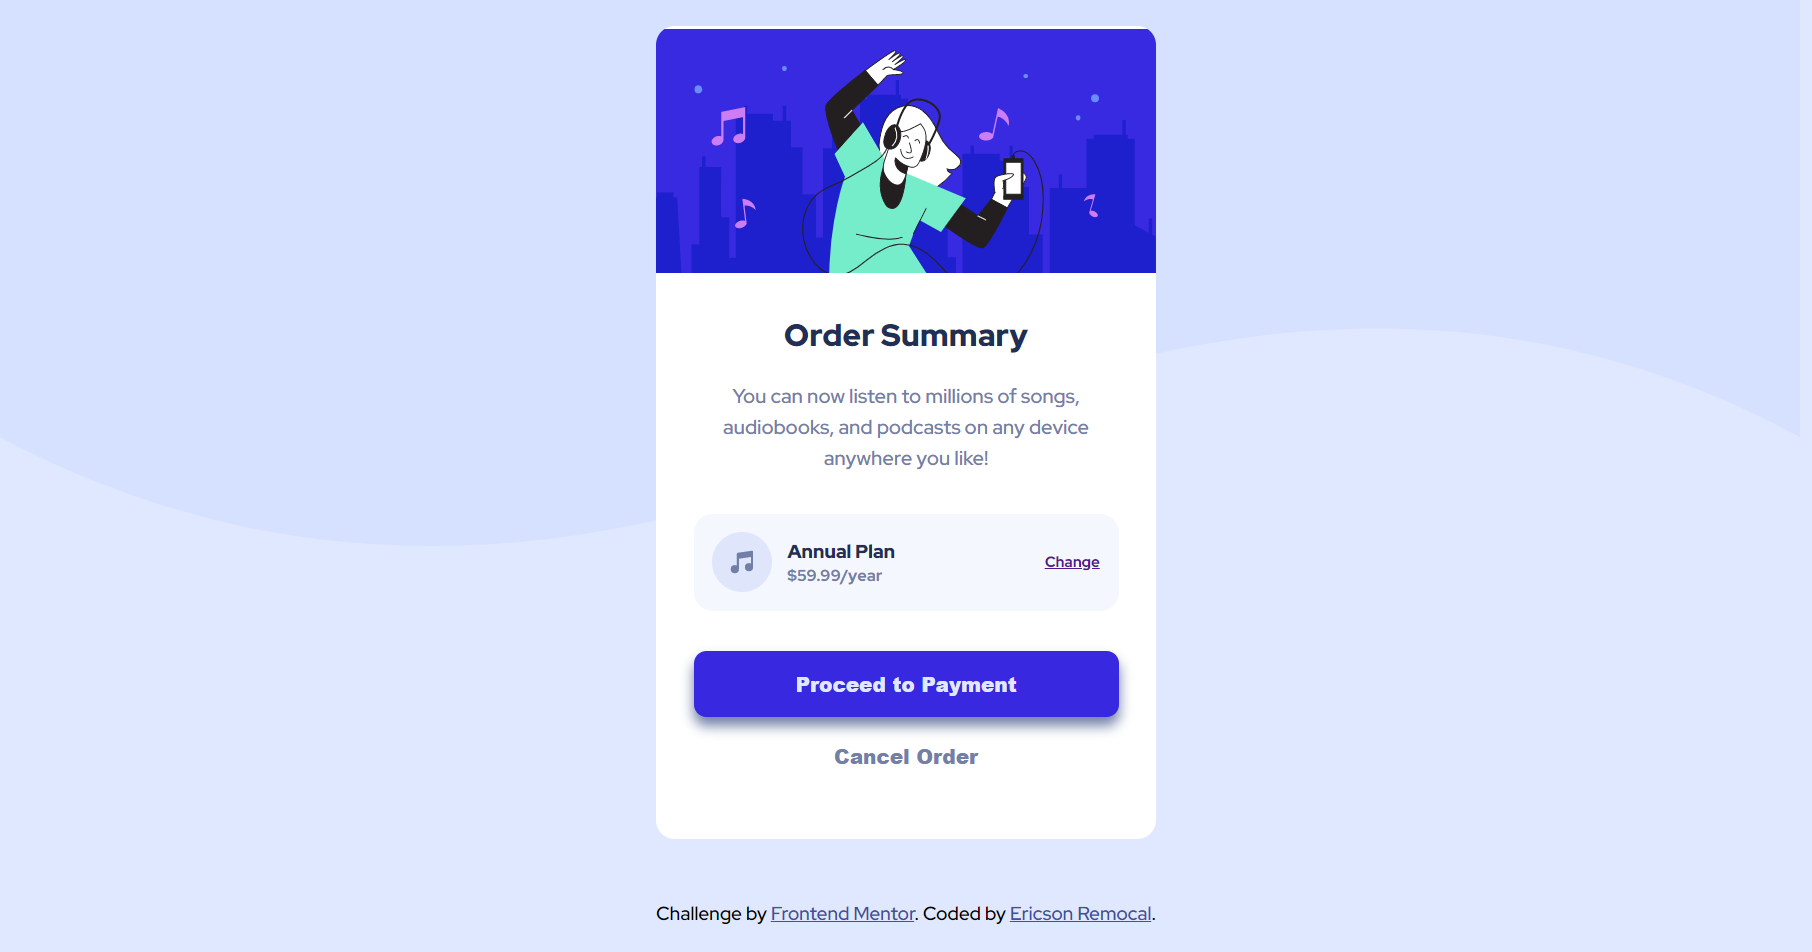 Order Summary
You can now listen to millions of songs,
audiobooks, and podcasts on any device
anywhere you like!
Annual Plan
$59.99/year
Change
Proceed to Payment
Cancel Order
Challenge by Frontend Mentor. Coded by Ericson Remocal.